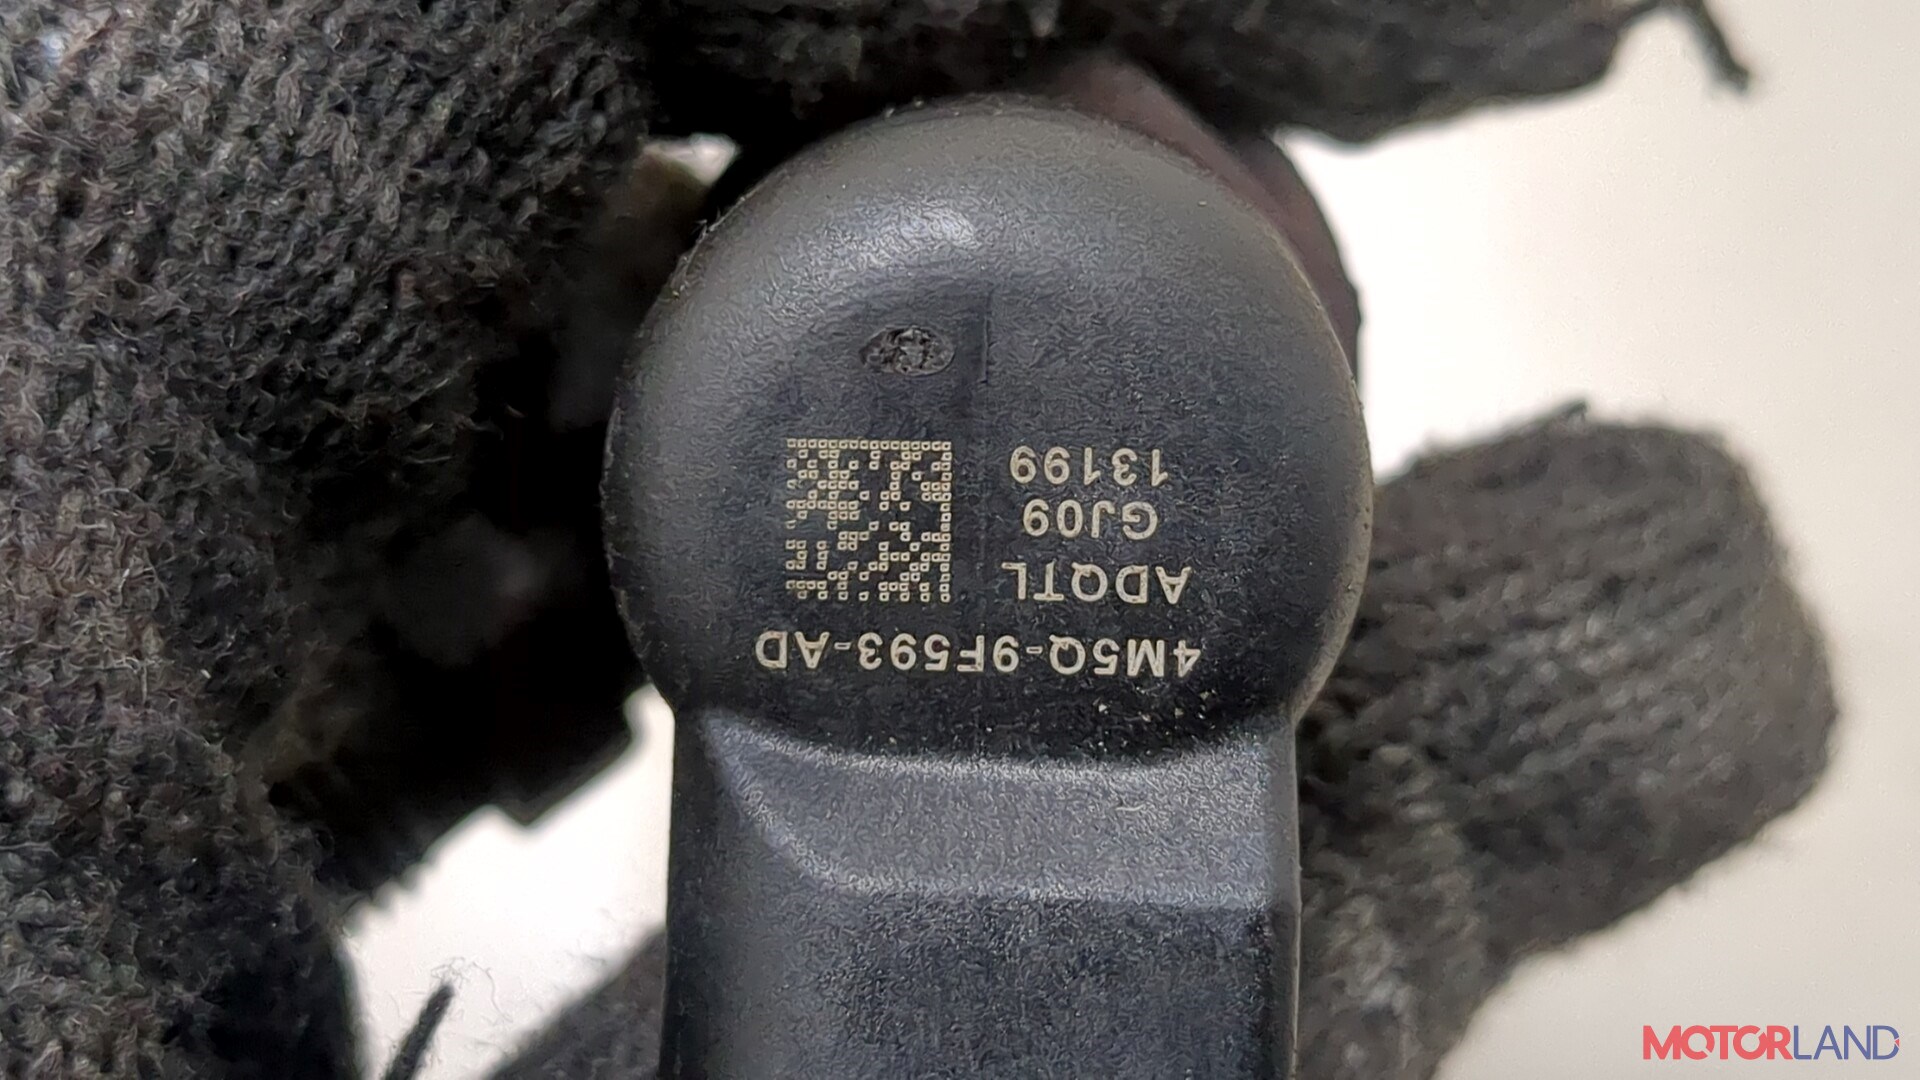 4M5Q-9F593-AD
ADQTL
GJ09
13199
MOTORLAND